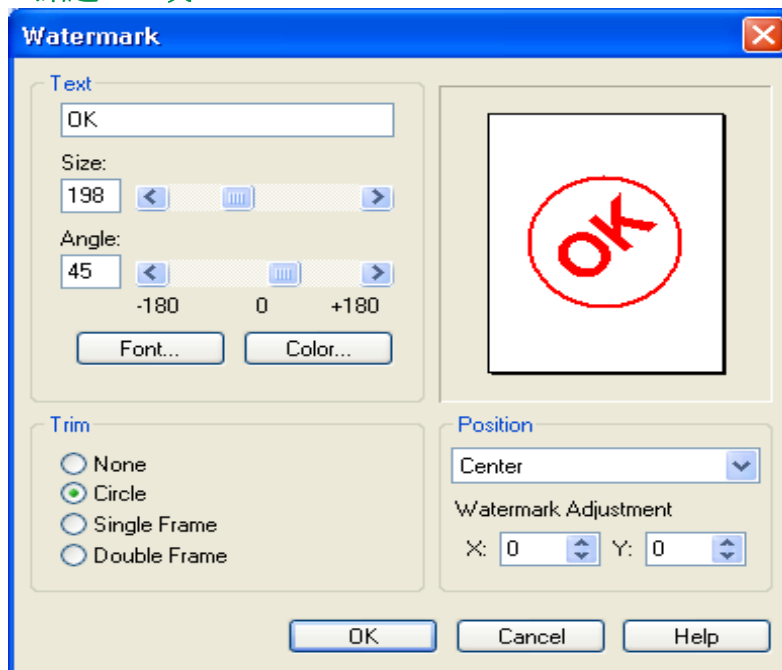 Watermark
Text
OK
Size:
198
Angle:
45
-180 0 +180
Font... Color...
OK
Trim
None
Circle
Single Frame
Double Frame
Position
Center
Watermark Adjustment
X: 0 Y: 0
OK Cancel Help